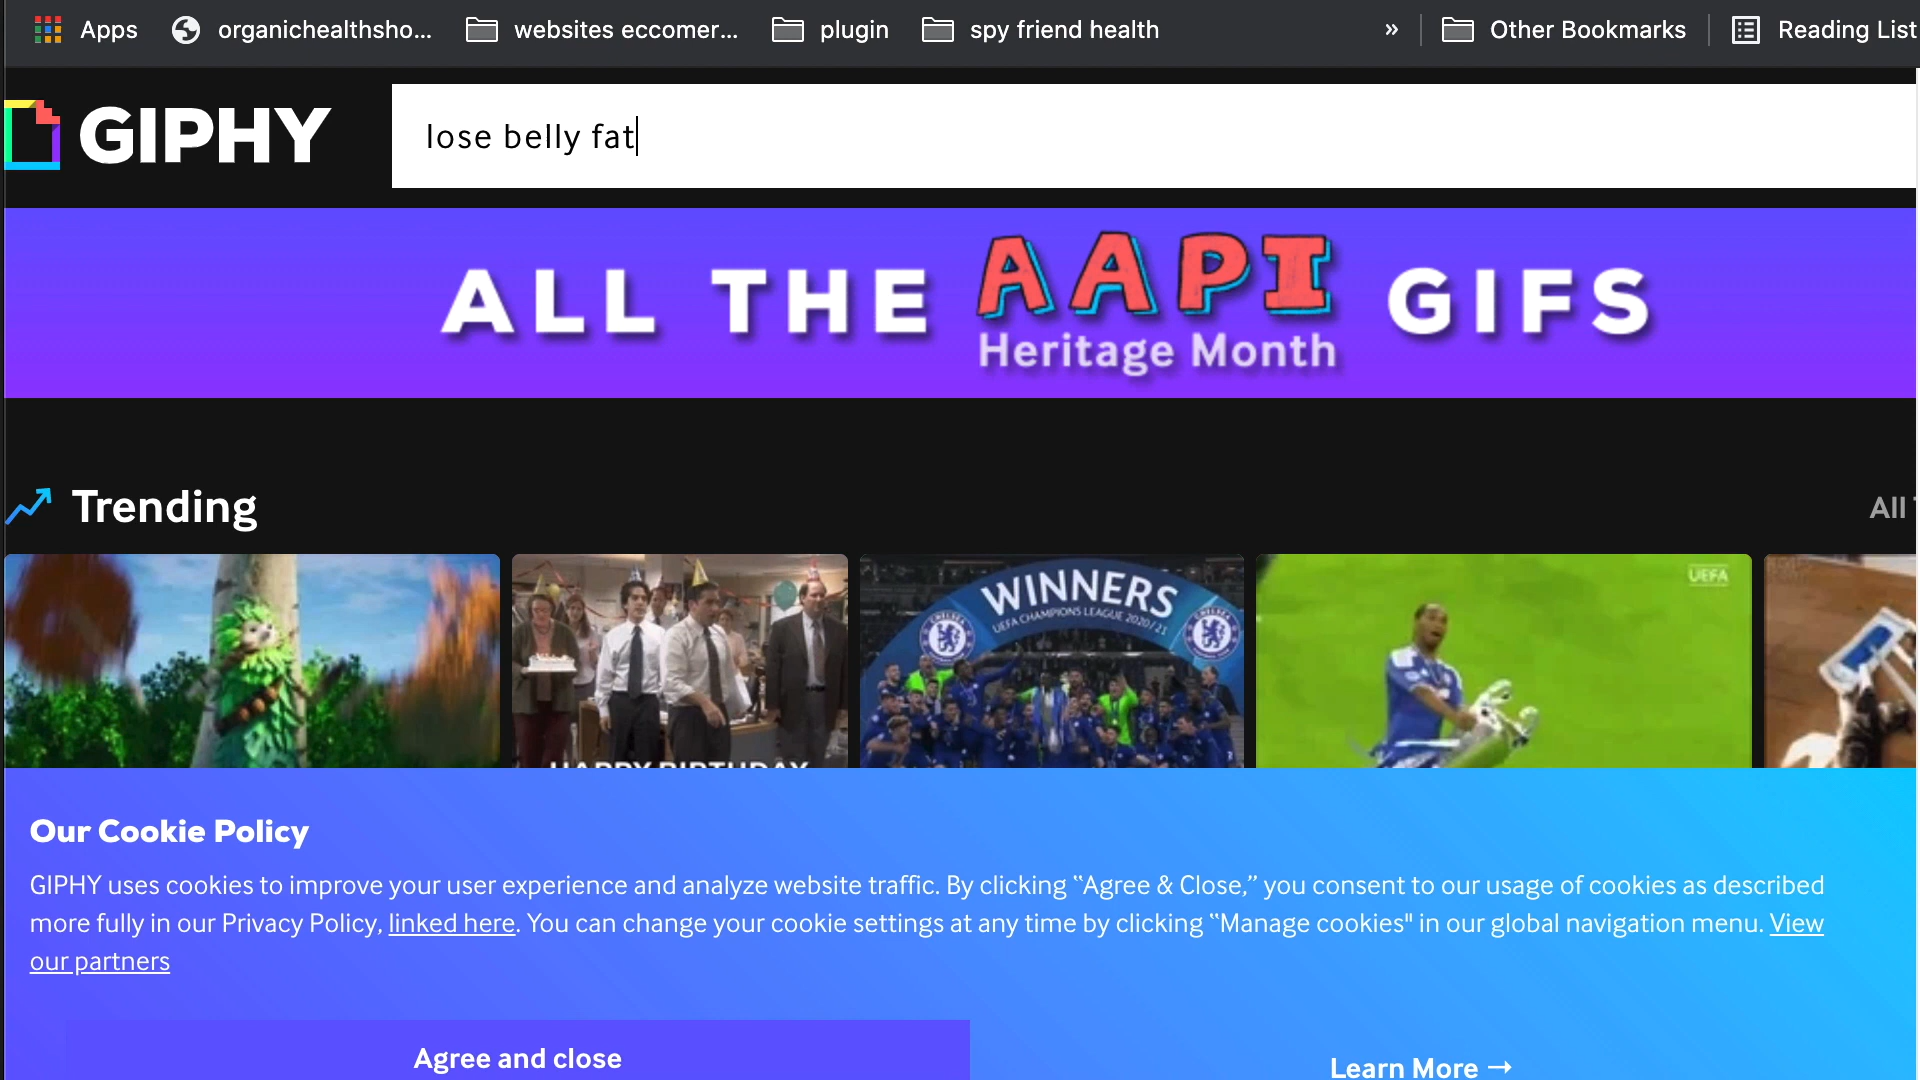 Apps organichealthsho... websites eccomer... plugin spy friend health » Other Bookmarks Reading List
GIPHY lose belly fat
ALL THE AAPI GIFS
Heritage Month
Trending
All
UEFA
WINNERS
UEFA CHAMPIONS LEAGUE 2020/21
HAPPY BIRTHDAY
Our Cookie Policy
GIPHY uses cookies to improve your user experience and analyze website traffic. By clicking “Agree & Close,” you consent to our usage of cookies as described
more fully in our Privacy Policy, linked here. You can change your cookie settings at any time by clicking “Manage cookies" in our global navigation menu. View
our partners
Agree and close
Learn More →